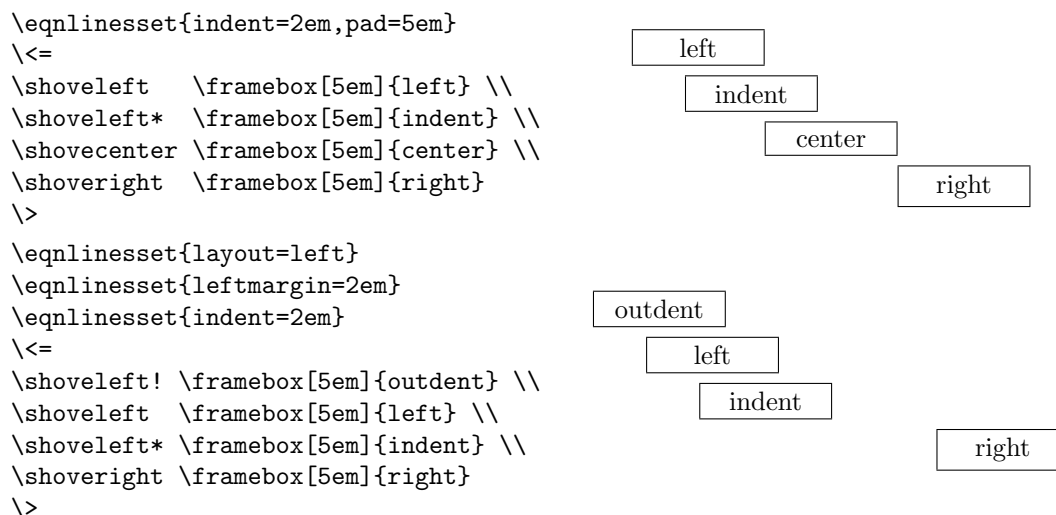 \eqnlinesset{indent=2em,pad=5em}
\<=
\shoveleft   \framebox[5em]{left} \\
\shoveleft*  \framebox[5em]{indent} \\
\shovecenter \framebox[5em]{center} \\
\shoveright  \framebox[5em]{right}
\>
left
indent
center
right
\eqnlinesset{layout=left}
\eqnlinesset{leftmargin=2em}
\eqnlinesset{indent=2em}
\<=
\shoveleft! \framebox[5em]{outdent} \\
\shoveleft  \framebox[5em]{left} \\
\shoveleft* \framebox[5em]{indent} \\
\shoveright \framebox[5em]{right}
\>
outdent
left
indent
right